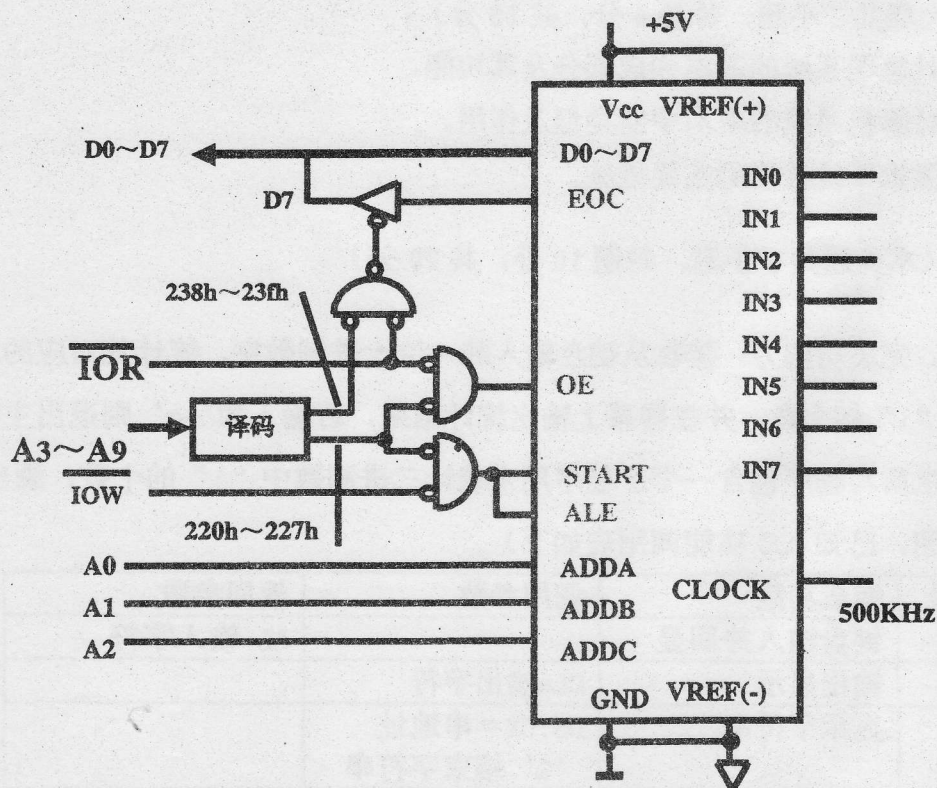 +5V
Vcc VREF(+)
D0～D7
D0～D7
IN0
D7
EOC
IN1
IN2
238h～23fh
IN3
IOR
IN4
OE
IN5
译码
IN6
A3～A9
START
IN7
IOW
ALE
220h～227h
A0
ADDA
CLOCK
A1
ADDB
500KHz
A2
ADDC
GND VREF(-)